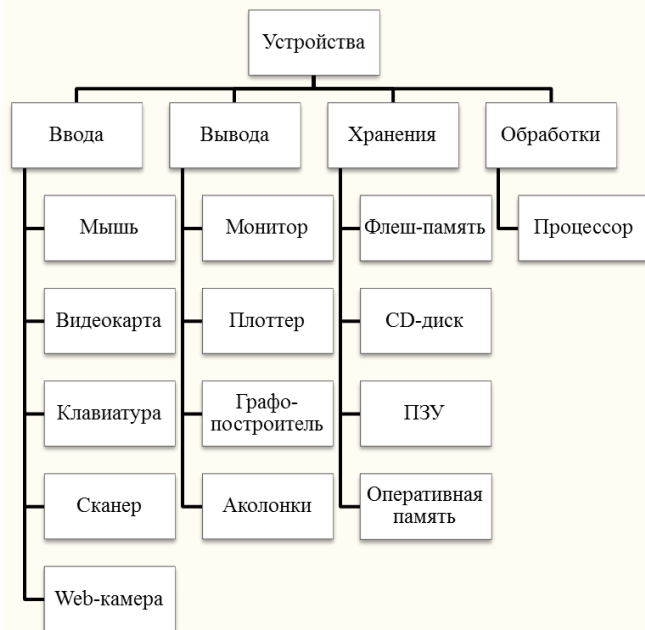 Устройства
Ввода
Вывода
Хранения
Обработки
Мышь
Монитор
Флеш-память
Процессор
Видеокарта
Плоттер
CD-диск
Клавиатура
Графо-
построитель
ПЗУ
Сканер
Аколонки
Оперативная
память
Web-камера